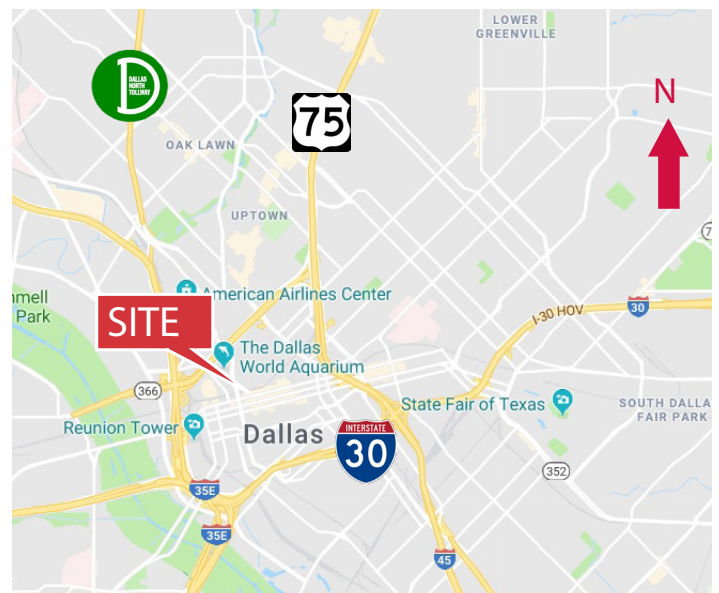 LOWER
GREENVILLE
DALLAS
NORTH
TOLLWAY
75
N
OAK LAWN
UPTOWN
American Airlines Center
mmell
Park
SITE
I-30 HOV
30
The Dallas
World Aquarium
366
State Fair of Texas
SOUTH DALLA
FAIR PARK
Reunion Tower
Dallas
INTERSTATE
30
352
35E
35E
45